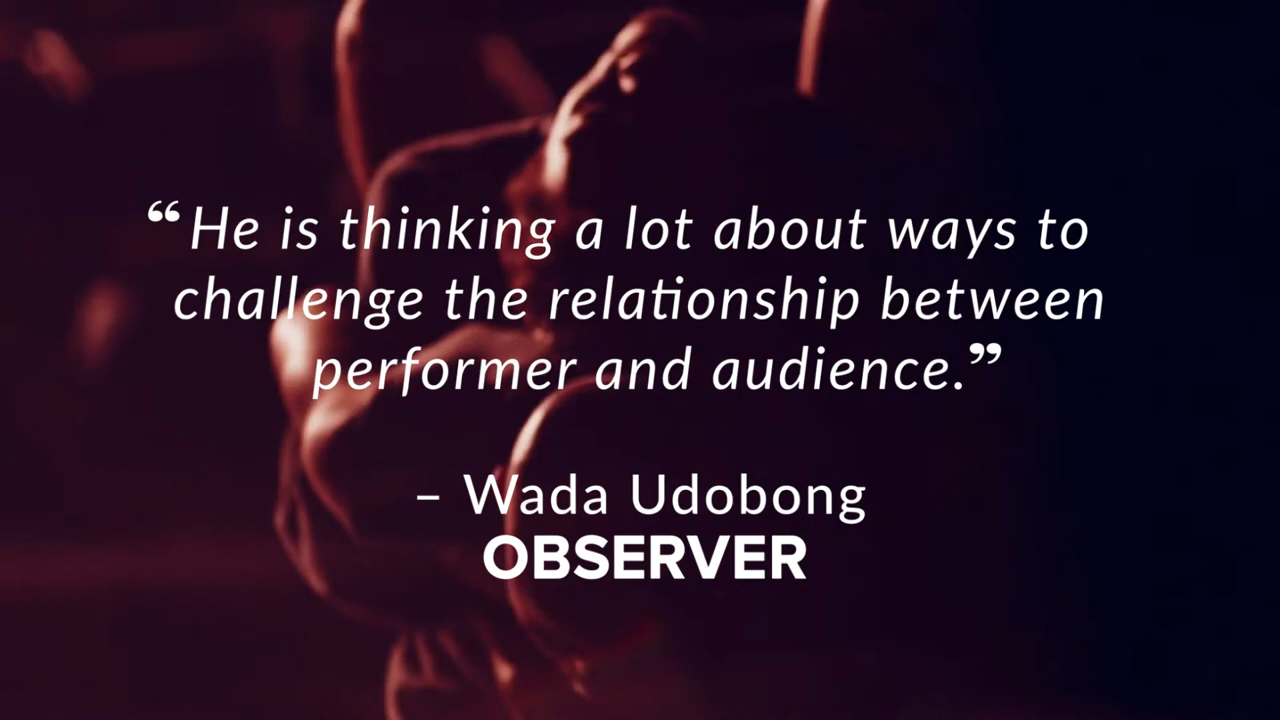 “He is thinking a lot about ways to
challenge the relationship between
performer and audience.”
– Wada Udobong
OBSERVER